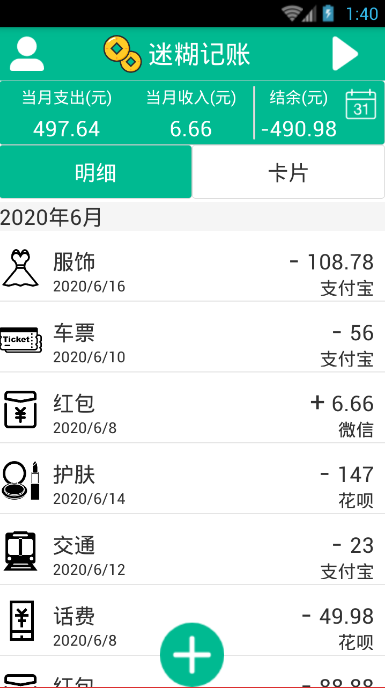 1:40
迷糊记账
当月支出(元) 当月收入(元) 结余(元)
497.64 6.66 -490.98
31
明细 卡片
2020年6月
服饰 - 108.78
2020/6/16 支付宝
Ticket 车票 - 56
2020/6/10 支付宝
红包 + 6.66
2020/6/8 微信
护肤 - 147
2020/6/14 花呗
交通 - 23
2020/6/12 支付宝
话费 - 49.98
2020/6/8 花呗
红包 - 88.88